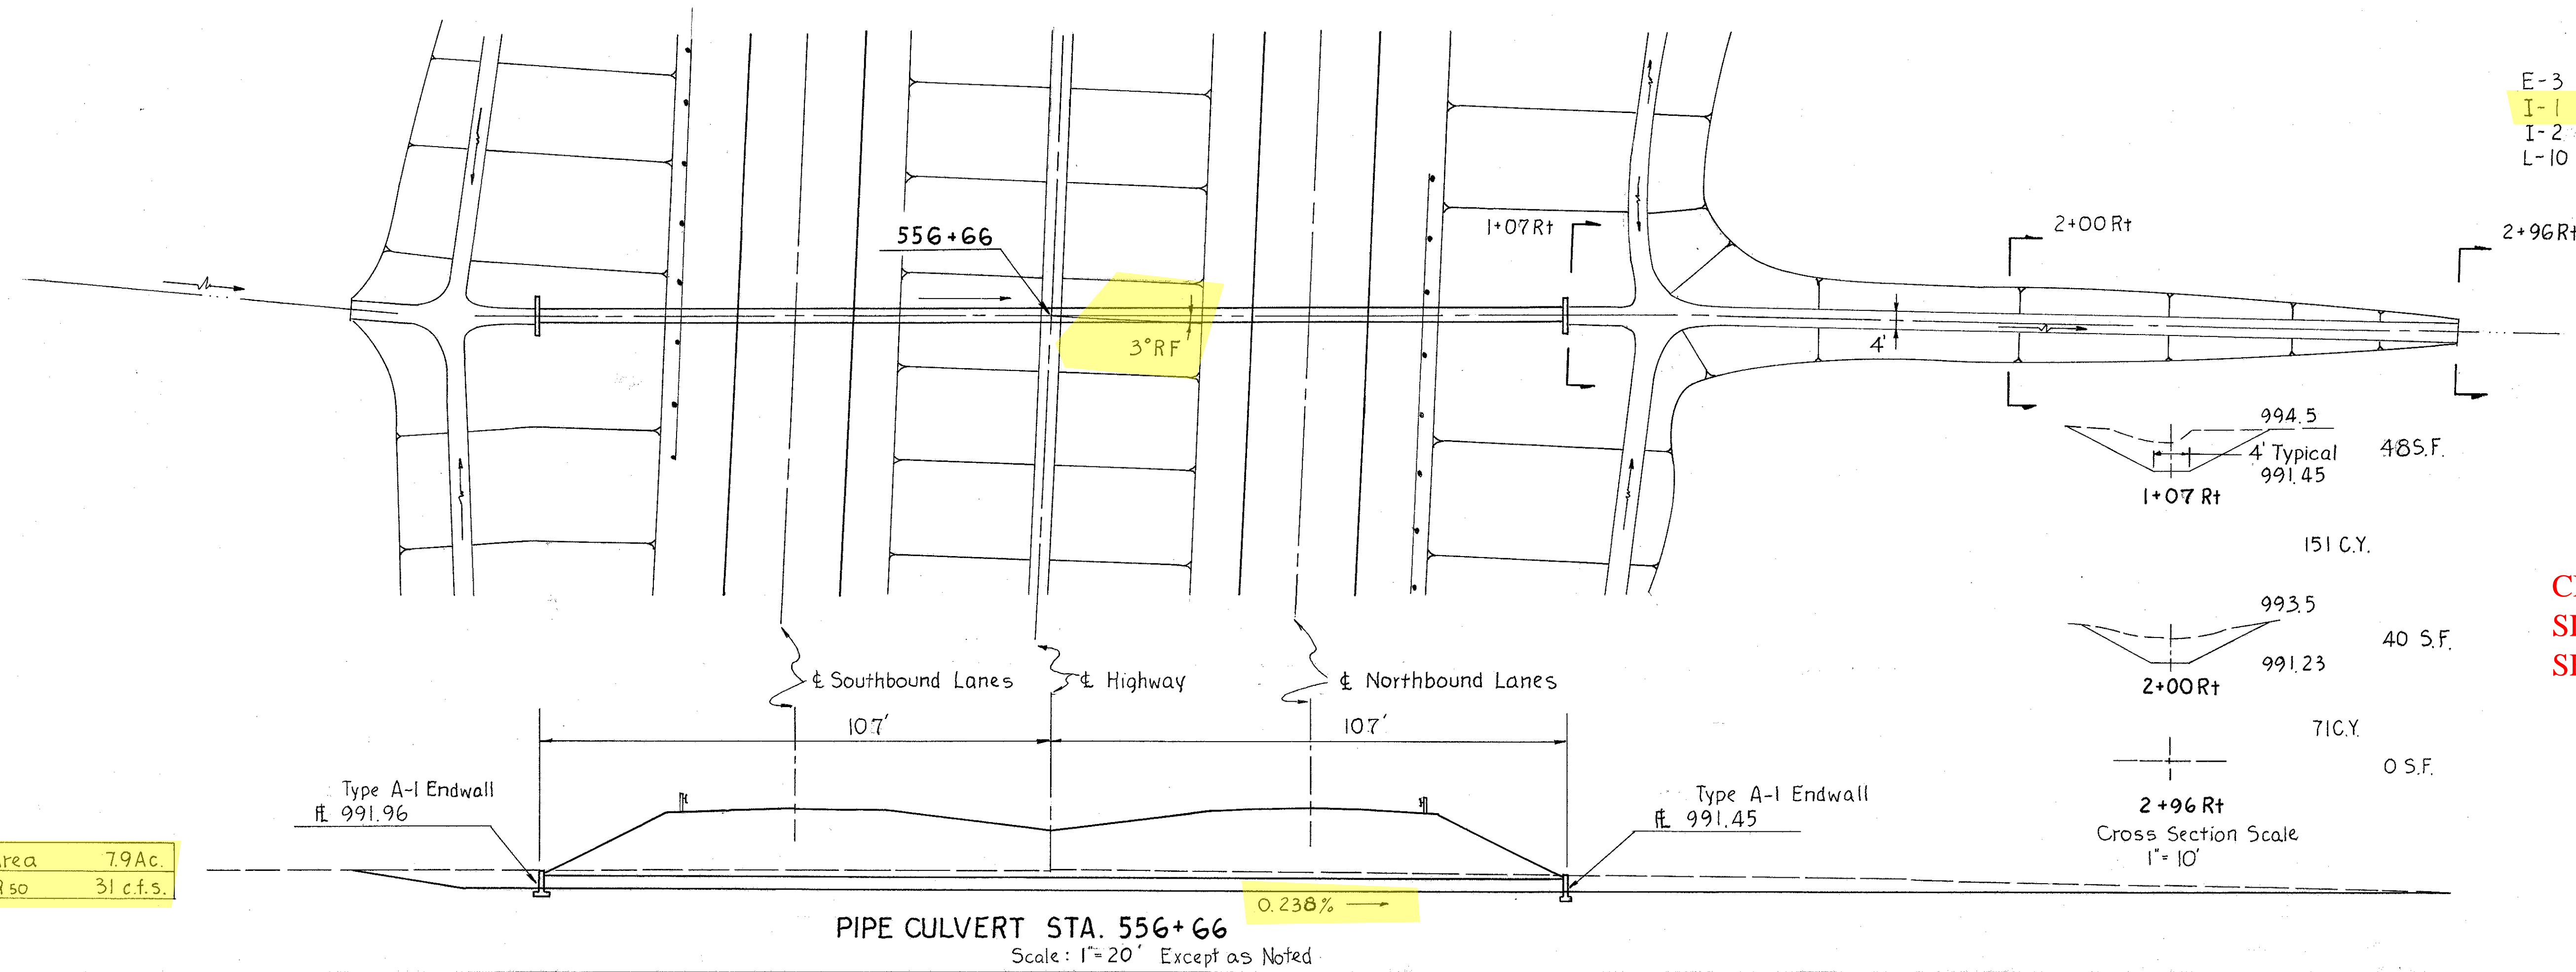 E-3
I-1
I-2
L-10
556+66
1+07 Rt
2+00 Rt
2+96 Rt
3° R F
4'
994.5
4' Typical
48 S.F.
991.45
1+07 Rt
151 C.Y.
993.5
40 S.F.
991.23
2+00 Rt
71 C.Y.
0 S.F.
2+96 Rt
Cross Section Scale
1"= 10'
℄ Southbound Lanes
℄ Highway
℄ Northbound Lanes
107'
107'
Type A-1 Endwall
℄ 991.96
Type A-1 Endwall
℄ 991.45
rea 7.9 Ac.
50 31 c.f.s.
0.238%
PIPE CULVERT STA. 556+66
Scale: 1"=20' Except as Noted